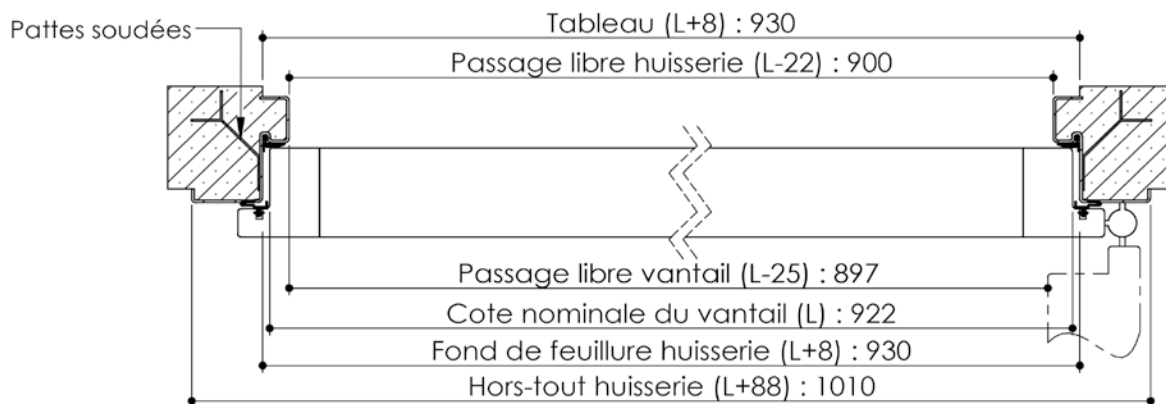 Tableau (L+8) : 930
Pattes soudées
Passage libre huisserie (L-22) : 900
Passage libre vantail (L-25) : 897
Cote nominale du vantail (L) : 922
Fond de feuillure huisserie (L+8) : 930
Hors-tout huisserie (L+88) : 1010